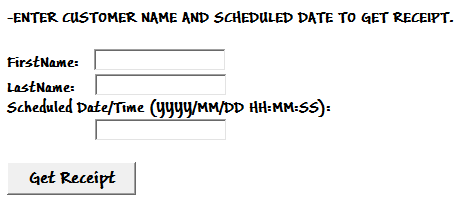 -ENTER CUSTOMER NAME AND SCHEDULED DATE TO GET RECEIPT.
FirstName:
LastName:
Scheduled Date/Time (YYYY/MM/DD HH:MM:SS):
Get Receipt